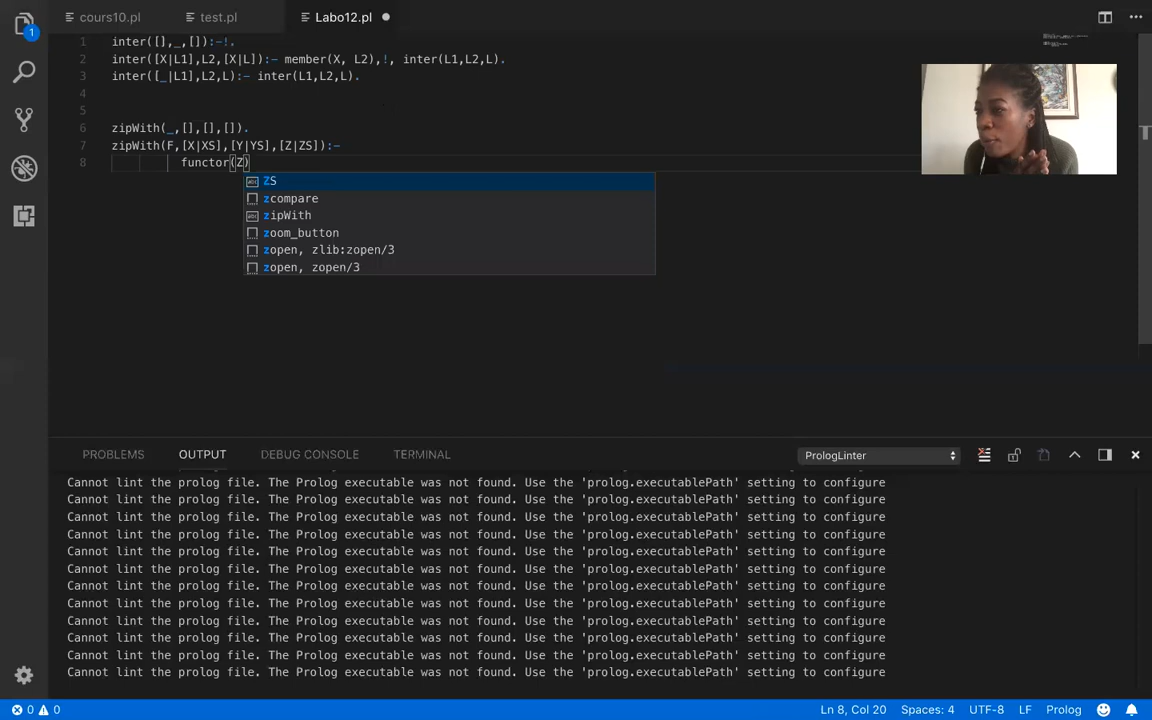 cours10.pl test.pl Labo12.pl
1
1 inter([],_,[]):-!.
2 inter([X|L1],L2,[X|L]):- member(X, L2),!, inter(L1,L2,L).
3 inter([_|L1],L2,L):- inter(L1,L2,L).
4
5
6 zipWith(_,[],[],[]).
7 zipWith(F,[X|XS],[Y|YS],[Z|ZS]):-
8 functor(Z)
ZS
zcompare
zipWith
zoom_button
zopen, zlib:zopen/3
zopen, zopen/3
PROBLEMS OUTPUT DEBUG CONSOLE TERMINAL PrologLinter
Cannot lint the prolog file. The Prolog executable was not found. Use the 'prolog.executablePath' setting to configure
Cannot lint the prolog file. The Prolog executable was not found. Use the 'prolog.executablePath' setting to configure
Cannot lint the prolog file. The Prolog executable was not found. Use the 'prolog.executablePath' setting to configure
Cannot lint the prolog file. The Prolog executable was not found. Use the 'prolog.executablePath' setting to configure
Cannot lint the prolog file. The Prolog executable was not found. Use the 'prolog.executablePath' setting to configure
Cannot lint the prolog file. The Prolog executable was not found. Use the 'prolog.executablePath' setting to configure
Cannot lint the prolog file. The Prolog executable was not found. Use the 'prolog.executablePath' setting to configure
Cannot lint the prolog file. The Prolog executable was not found. Use the 'prolog.executablePath' setting to configure
Cannot lint the prolog file. The Prolog executable was not found. Use the 'prolog.executablePath' setting to configure
Cannot lint the prolog file. The Prolog executable was not found. Use the 'prolog.executablePath' setting to configure
Cannot lint the prolog file. The Prolog executable was not found. Use the 'prolog.executablePath' setting to configure
Cannot lint the prolog file. The Prolog executable was not found. Use the 'prolog.executablePath' setting to configure
0 0 Ln 8, Col 20 Spaces: 4 UTF-8 LF Prolog